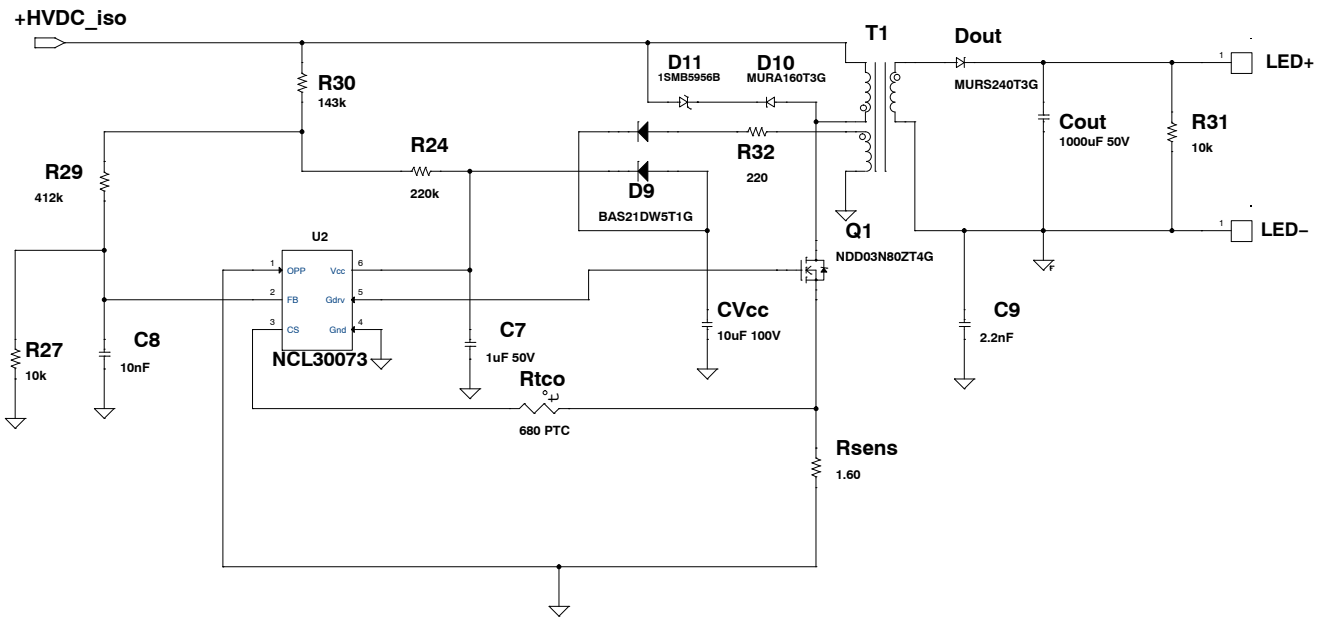 +HVDC_iso
T1
Dout
MURS240T3G
D11
1SMB5956B
D10
MURA160T3G
1
LED+
R30
143k
Cout
1000uF 50V
R31
10k
R24
220k
R32
220
R29
412k
D9
BAS21DW5T1G
1
LED–
Q1
NDD03N80ZT4G
U2
1
OPP
Vcc
6
2
FB
Gdrv
5
3
CS
Gnd
4
NCL30073
F
C9
2.2nF
CVcc
10uF 100V
C7
1uF 50V
C8
10nF
R27
10k
Rtco
°t
680 PTC
Rsens
1.60